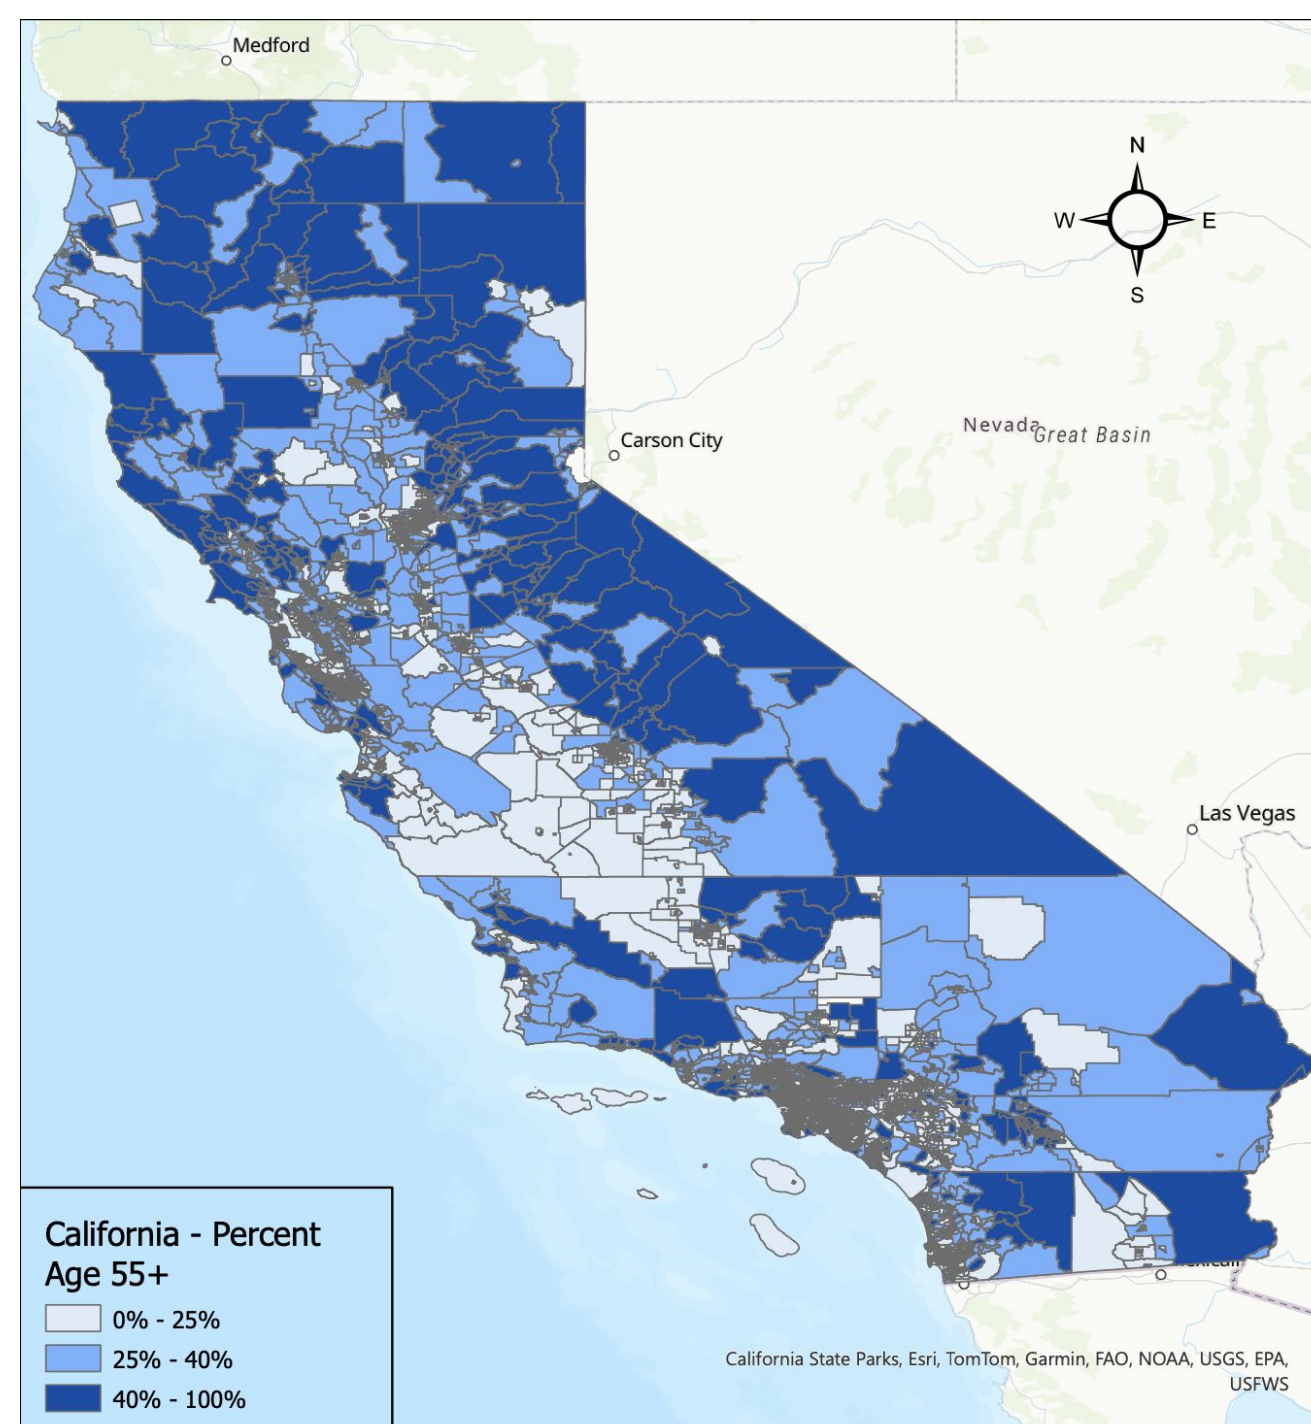 Medford
N
W
E
S
Carson City
Nevada
Great Basin
Las Vegas
California - Percent
Age 55+
0% - 25%
25% - 40%
40% - 100%
California State Parks, Esri, TomTom, Garmin, FAO, NOAA, USGS, EPA,
USFWS